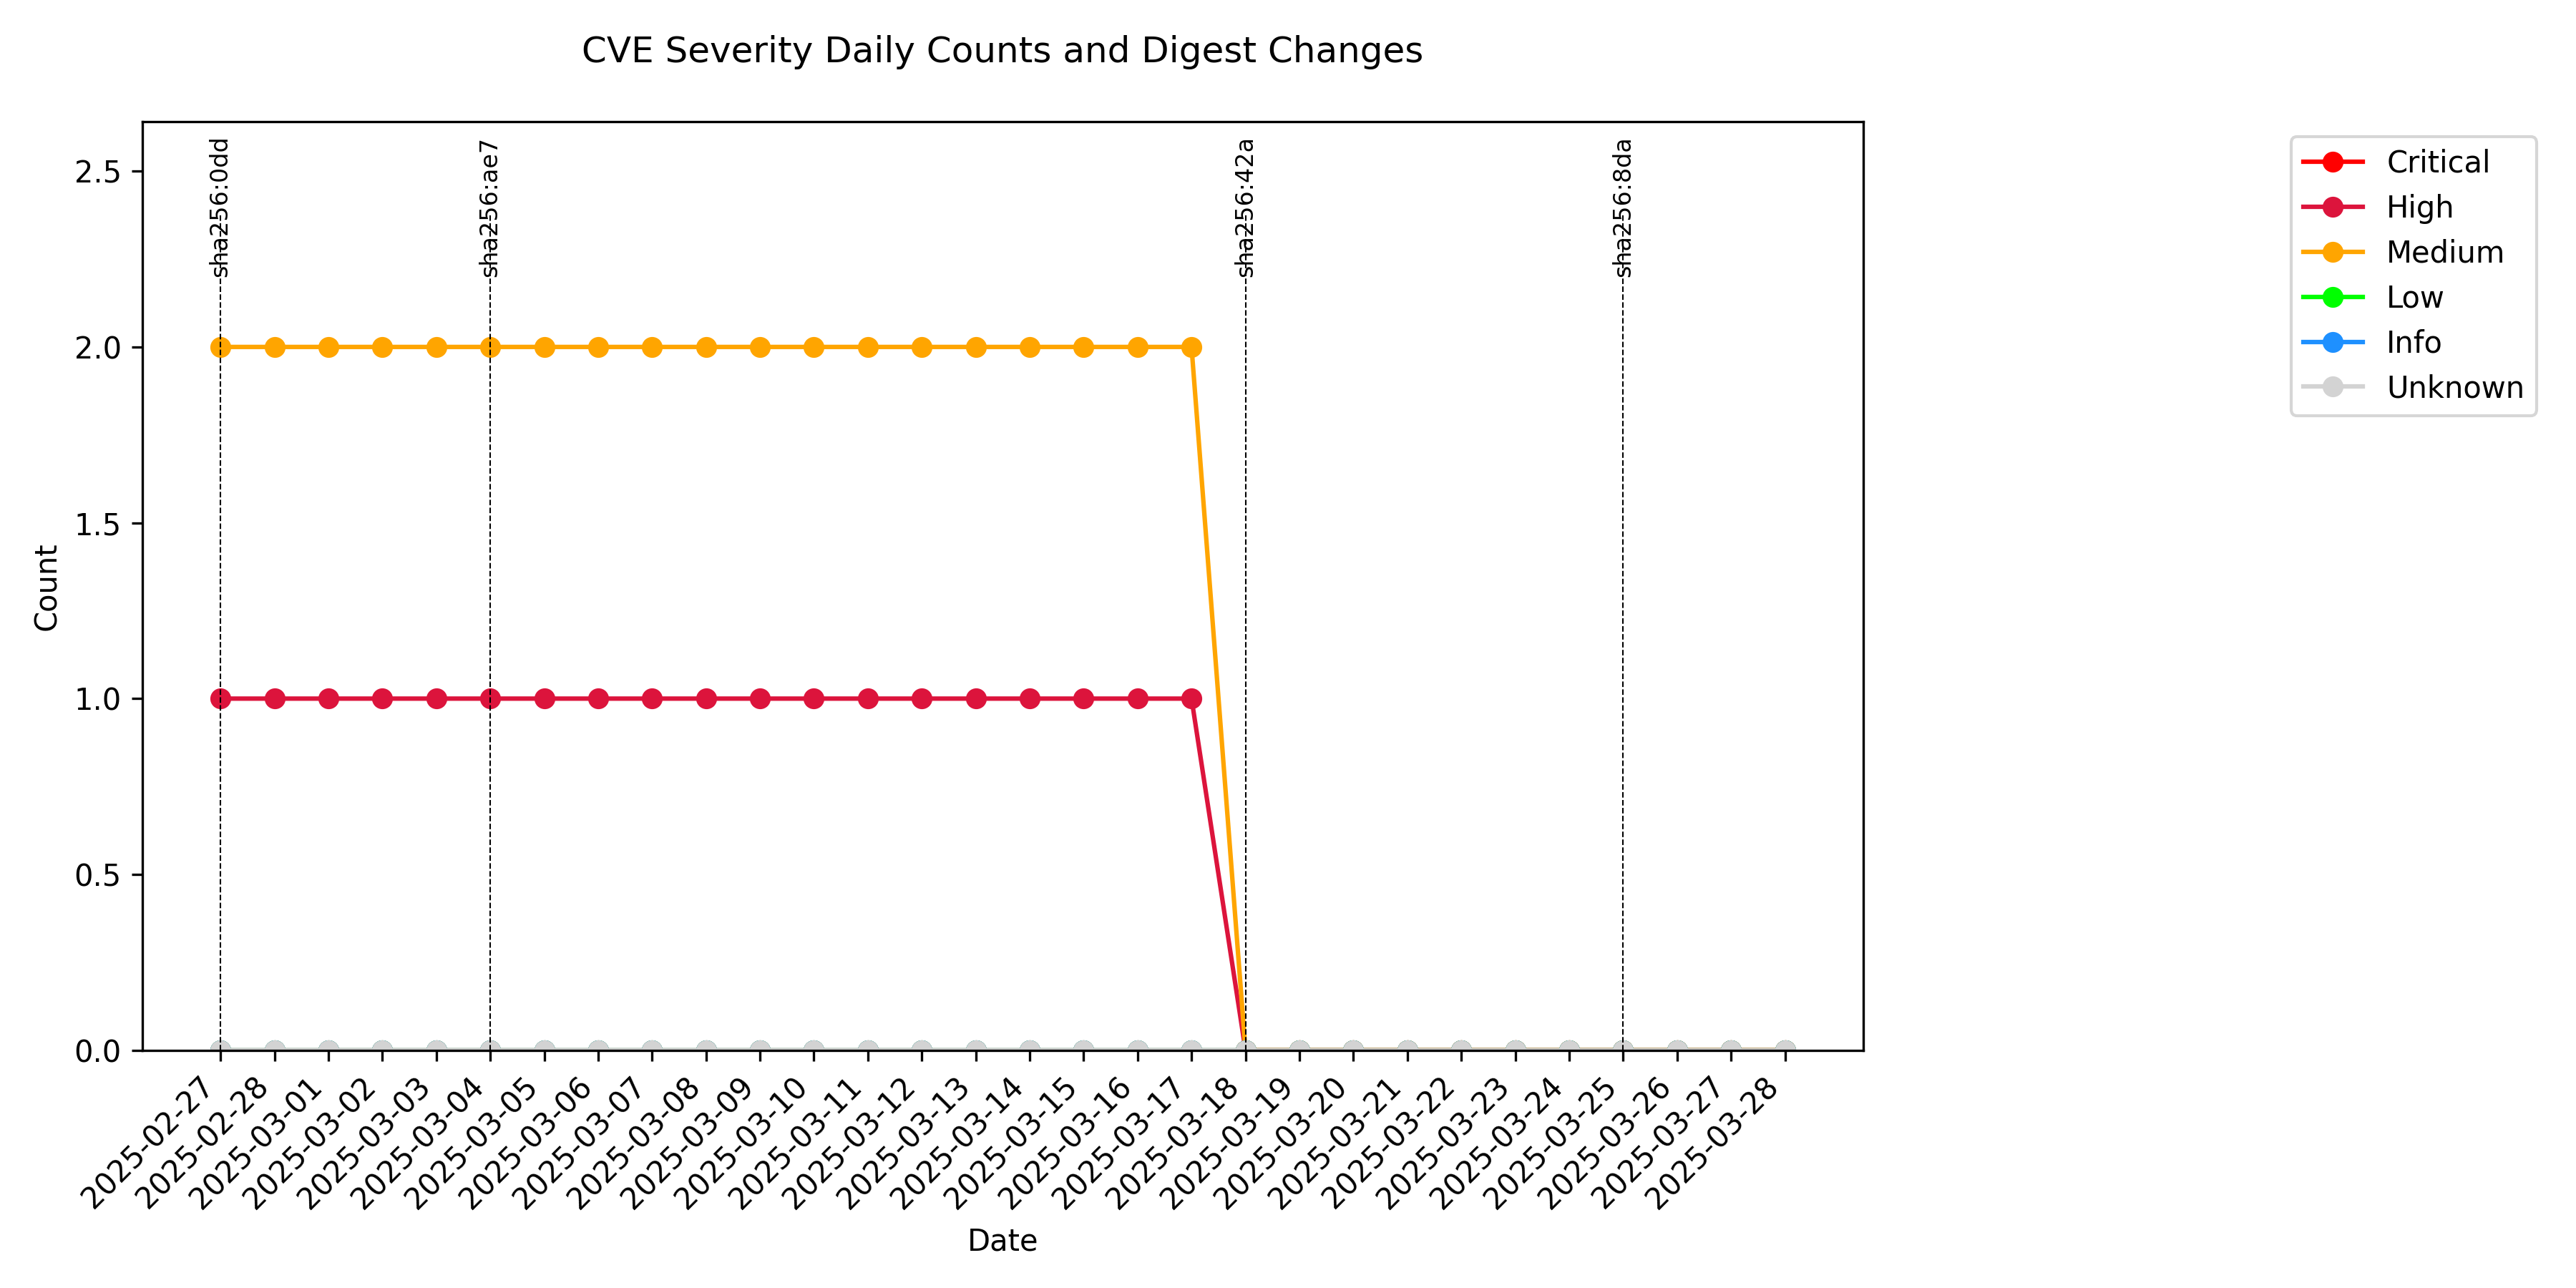 CVE Severity Daily Counts and Digest Changes
sha256:0dd
sha256:ae7
sha256:42a
sha256:8da
Critical
High
Medium
Low
Info
Unknown
2.5
2.0
1.5
1.0
0.5
0.0
Count
2025-02-27
2025-02-28
2025-03-01
2025-03-02
2025-03-03
2025-03-04
2025-03-05
2025-03-06
2025-03-07
2025-03-08
2025-03-09
2025-03-10
2025-03-11
2025-03-12
2025-03-13
2025-03-14
2025-03-15
2025-03-16
2025-03-17
2025-03-18
2025-03-19
2025-03-20
2025-03-21
2025-03-22
2025-03-23
2025-03-24
2025-03-25
2025-03-26
2025-03-27
2025-03-28
Date